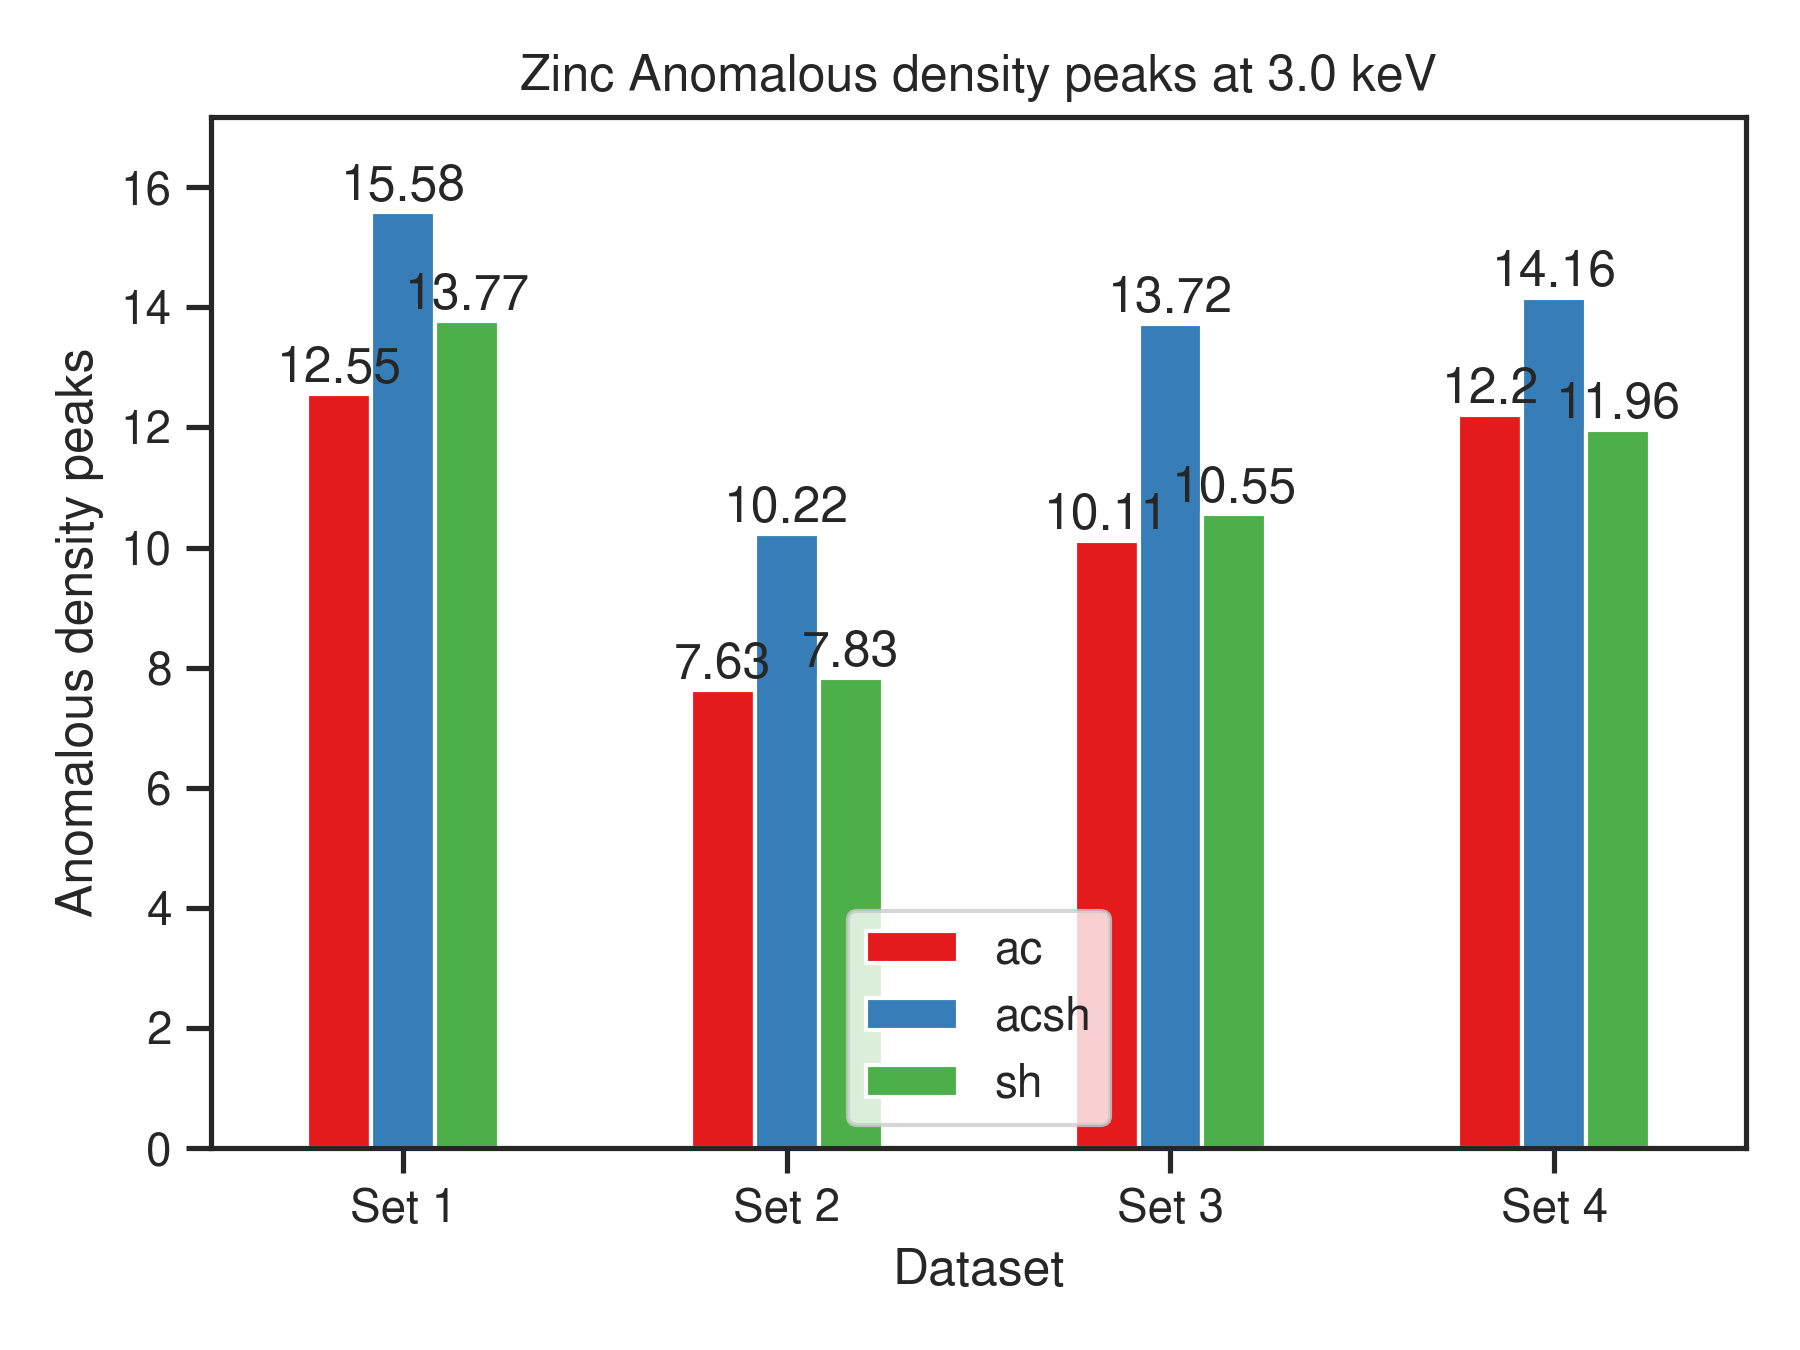 Zinc Anomalous density peaks at 3.0 keV
Anomalous density peaks
16
14
12
10
8
6
4
2
0
12.55
15.58
13.77
7.63
10.22
7.83
10.11
13.72
10.55
12.2
14.16
11.96
ac
acsh
sh
Set 1
Set 2
Set 3
Set 4
Dataset